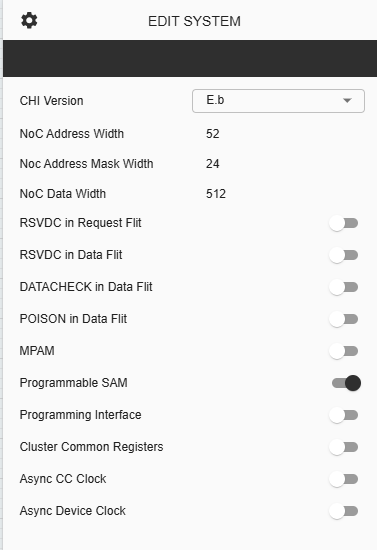 EDIT SYSTEM
CHI Version E.b
NoC Address Width 52
Noc Address Mask Width 24
NoC Data Width 512
RSVDC in Request Flit
RSVDC in Data Flit
DATACHECK in Data Flit
POISON in Data Flit
MPAM
Programmable SAM
Programming Interface
Cluster Common Registers
Async CC Clock
Async Device Clock